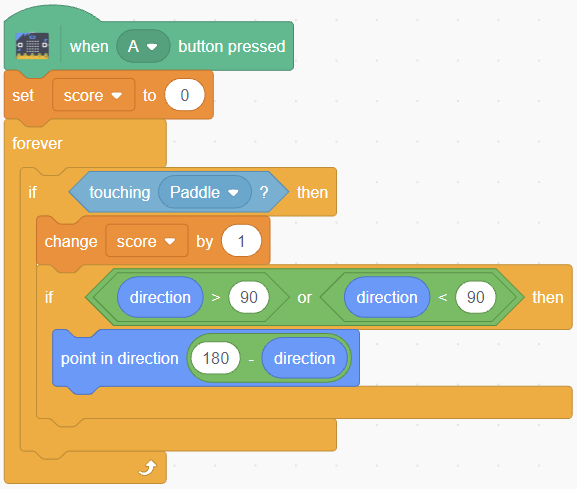 when A button pressed
set score to 0
forever
if touching Paddle ? then
change score by 1
if direction > 90 or direction < 90 then
point in direction 180 - direction